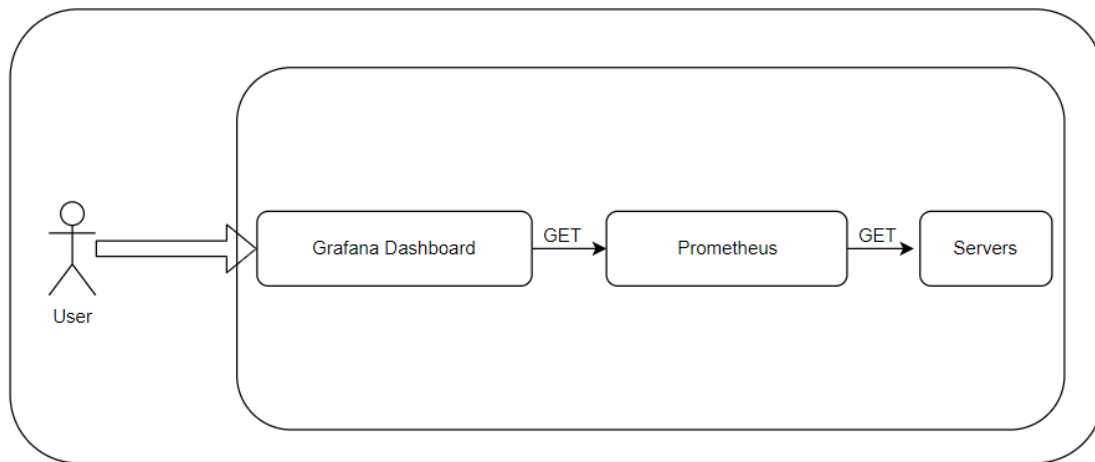 GET
GET
Grafana Dashboard
Prometheus
Servers
User